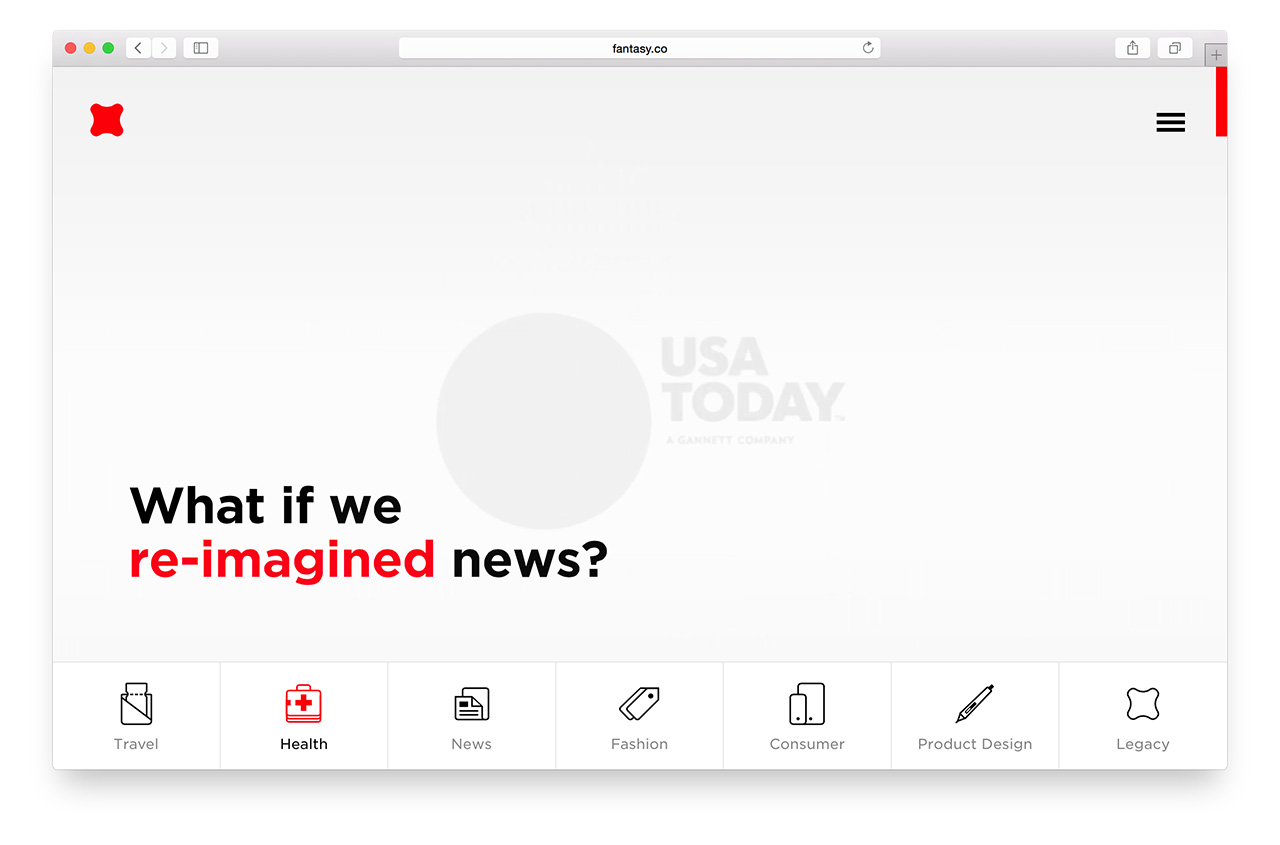 fantasy.co
USA
TODAY™
A GANNETT COMPANY
What if we
re-imagined news?
Travel
Health
News
Fashion
Consumer
Product Design
Legacy